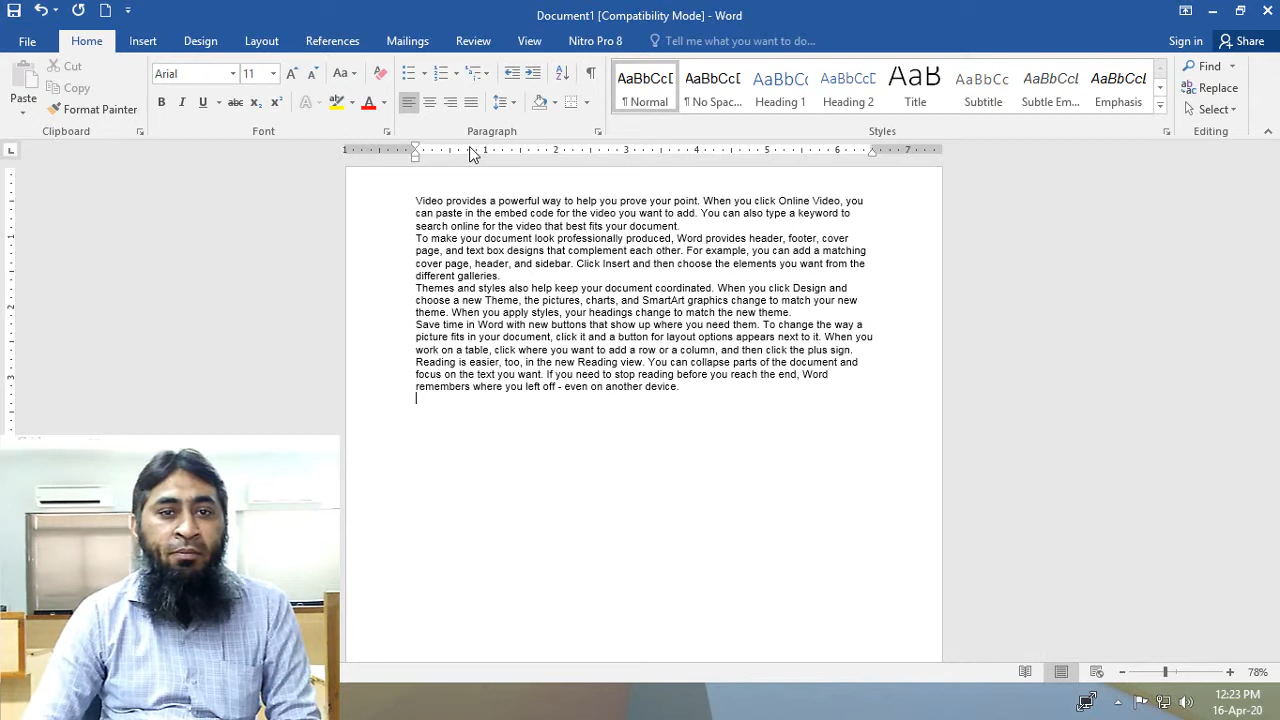 Document1 [Compatibility Mode] - Word
File Home Insert Design Layout References Mailings Review View Nitro Pro 8 Tell me what you want to do... Sign in Share
Paste
Cut
Copy
Format Painter
Clipboard
Arial 11
Font
Paragraph
AaBbCcD AaBbCcD AaBbCc AaBbCcD AaB AaBbCcD AaBbCcD AaBbCcD
¶ Normal ¶ No Spac... Heading 1 Heading 2 Title Subtitle Subtle Em... Emphasis
Styles
Find
Replace
Select
Editing
1 1 2 3 4 5 6 7
Video provides a powerful way to help you prove your point. When you click Online Video, you
can paste in the embed code for the video you want to add. You can also type a keyword to
search online for the video that best fits your document.
To make your document look professionally produced, Word provides header, footer, cover
page, and text box designs that complement each other. For example, you can add a matching
cover page, header, and sidebar. Click Insert and then choose the elements you want from the
different galleries.
Themes and styles also help keep your document coordinated. When you click Design and
choose a new Theme, the pictures, charts, and SmartArt graphics change to match your new
theme. When you apply styles, your headings change to match the new theme.
Save time in Word with new buttons that show up where you need them. To change the way a
picture fits in your document, click it and a button for layout options appears next to it. When you
work on a table, click where you want to add a row or a column, and then click the plus sign.
Reading is easier, too, in the new Reading view. You can collapse parts of the document and
focus on the text you want. If you need to stop reading before you reach the end, Word
remembers where you left off - even on another device.
78%
12:23 PM
16-Apr-20